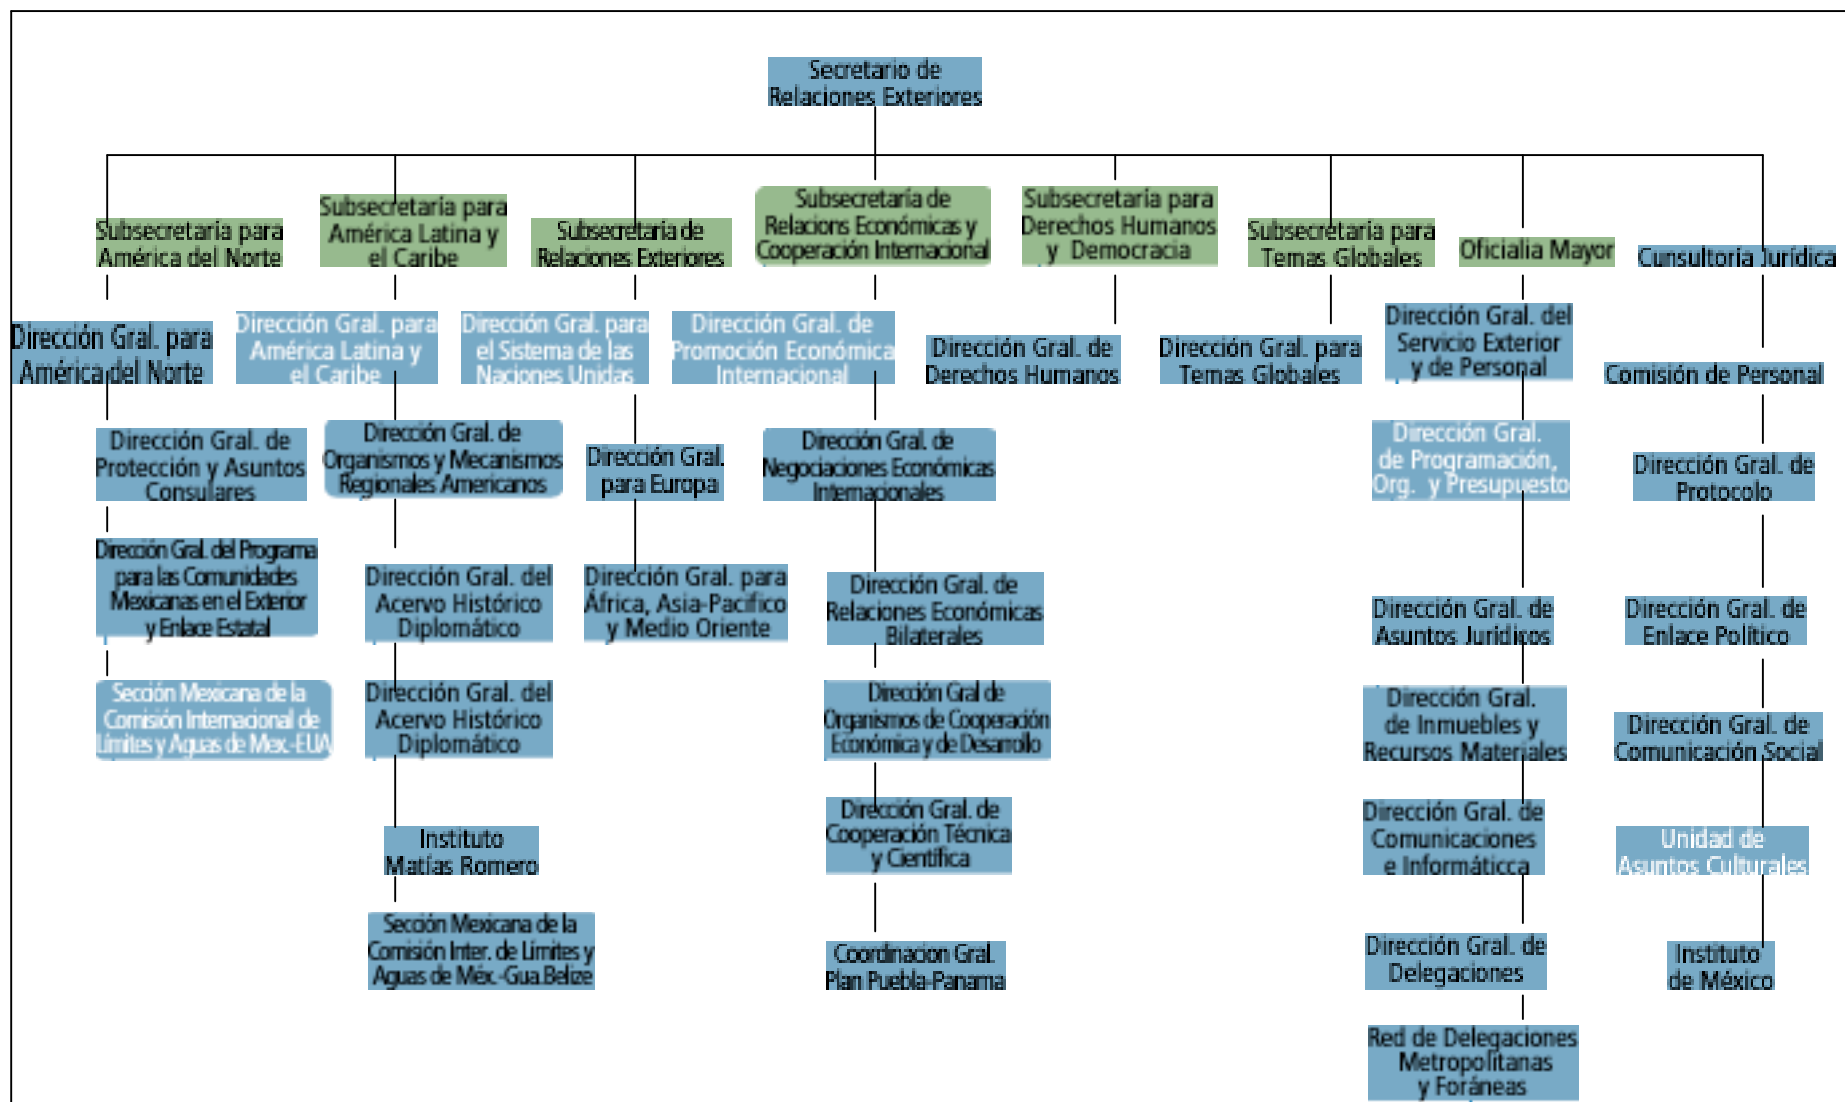 Secretario de
Relaciones Exteriores
Subsecretaría para
América del Norte
Subsecretaría para
América Latina y
el Caribe
Subsecretaría de
Relaciones Exteriores
Subsecretaría de
Relacions Económicas y
Cooperación Internacional
Subsecretaría para
Derechos Humanos
y Democracia
Subsecretaría para
Temas Globales
Oficialia Mayor
Cunsultoría Jurídica
Dirección Gral. para
América del Norte
Dirección Gral. para
América Latina y
el Caribe
Dirección Gral. para
el Sistema de las
Naciones Unidas
Dirección Gral. de
Promoción Económica
Internacional
Dirección Gral. de
Derechos Humanos
Dirección Gral. para
Temas Globales
Dirección Gral. del
Servicio Exterior
y de Personal
Comisión de Personal
Dirección Gral. de
Protección y Asuntos
Consulares
Dirección Gral. de
Organismos y Mecanismos
Regionales Americanos
Dirección Gral.
para Europa
Dirección Gral. de
Negociaciones Económicas
Internacionales
Dirección Gral.
de Programación,
Org. y Presupuesto
Dirección Gral. de
Protocolo
Dirección Gral. del Programa
para las Comunidades
Mexicanas en el Exterior
y Enlace Estatal
Dirección Gral. del
Acervo Histórico
Diplomático
Dirección Gral. para
África, Asia-Pacífico
y Medio Oriente
Dirección Gral. de
Relaciones Económicas
Bilaterales
Dirección Gral. de
Asuntos Jurídicos
Dirección Gral. de
Enlace Político
Sección Mexicana de la
Comisión Internacional de
Límites y Aguas de Mex.-EUA
Dirección Gral. del
Acervo Histórico
Diplomático
Dirección Gral de
Organismos de Cooperación
Económica y de Desarrollo
Dirección Gral.
de Inmuebles y
Recursos Materiales
Dirección Gral. de
Comunicación Social
Instituto
Matías Romero
Dirección Gral. de
Cooperación Técnica
y Científica
Dirección Gral. de
Comunicaciones
e Informáticca
Unidad de
Asuntos Culturales
Sección Mexicana de la
Comisión Inter. de Límites y
Aguas de Méx.-Gua.Belize
Coordinacion Gral.
Plan Puebla-Panama
Dirección Gral. de
Delegaciones
Instituto
de México
Red de Delegaciones
Metropolitanas
y Foráneas